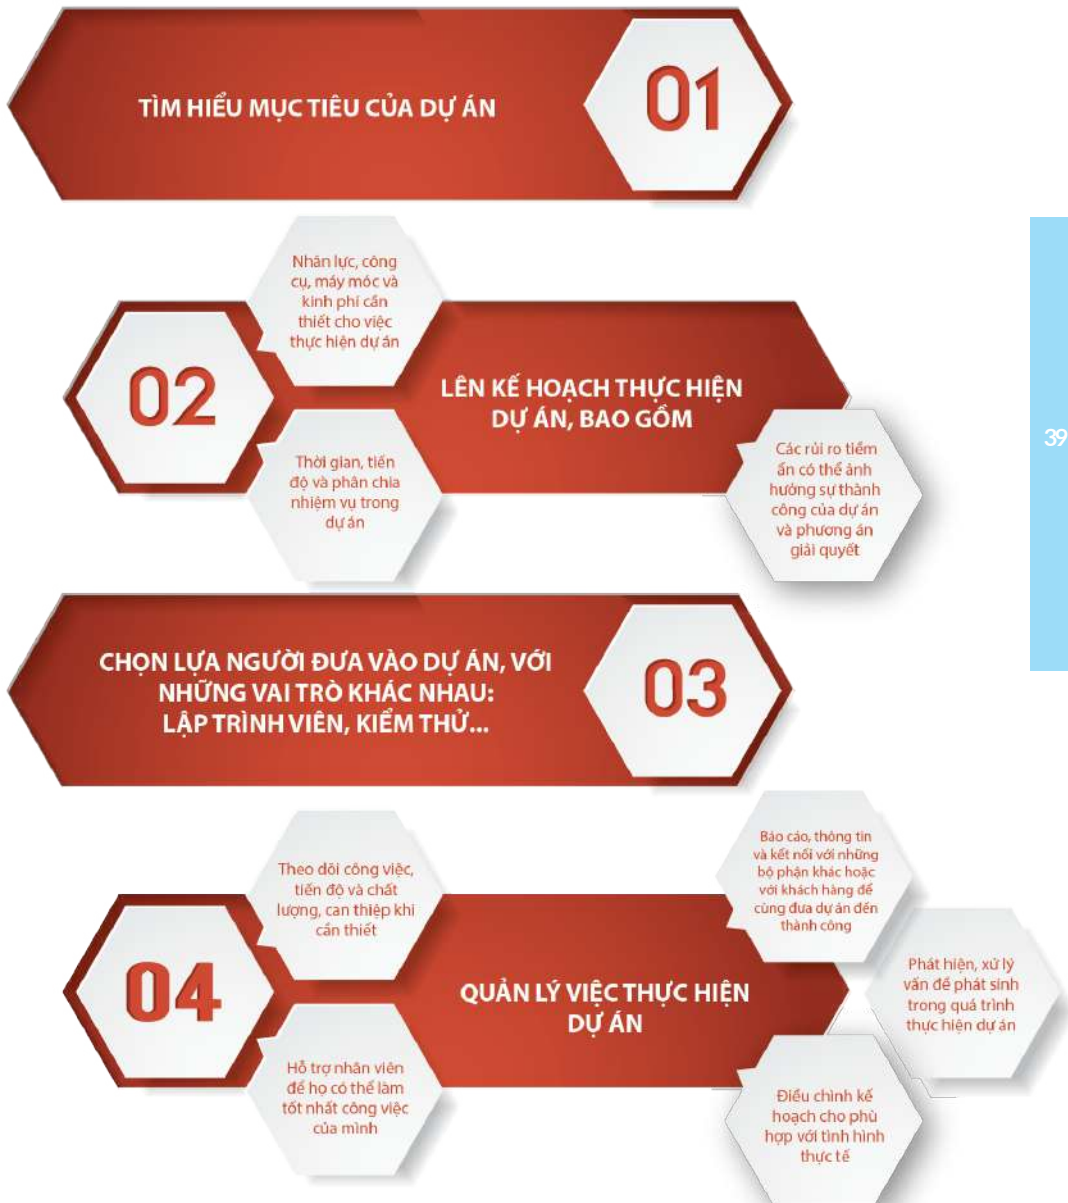 TÌM HIỂU MỤC TIÊU CỦA DỰ ÁN
01
02
Nhân lực, công
cụ, máy móc và
kinh phí cần
thiết cho việc
thực hiện dự án
Thời gian, tiến
độ và phân chia
nhiệm vụ trong
dự án
LÊN KẾ HOẠCH THỰC HIỆN
DỰ ÁN, BAO GỒM
Các rủi ro tiềm
ẩn có thể ảnh
hưởng sự thành
công của dự án
và phương án
giải quyết
39
CHỌN LỰA NGƯỜI ĐƯA VÀO DỰ ÁN, VỚI
NHỮNG VAI TRÒ KHÁC NHAU:
LẬP TRÌNH VIÊN, KIỂM THỬ...
03
04
Theo dõi công việc,
tiến độ và chất
lượng, can thiệp khi
cần thiết
Hỗ trợ nhân viên
để họ có thể làm
tốt nhất công việc
của mình
QUẢN LÝ VIỆC THỰC HIỆN
DỰ ÁN
Báo cáo, thông tin
và kết nối với những
bộ phận khác hoặc
với khách hàng để
cùng đưa dự án đến
thành công
Phát hiện, xử lý
vấn đề phát sinh
trong quá trình
thực hiện dự án
Điều chỉnh kế
hoạch cho phù
hợp với tình hình
thực tế